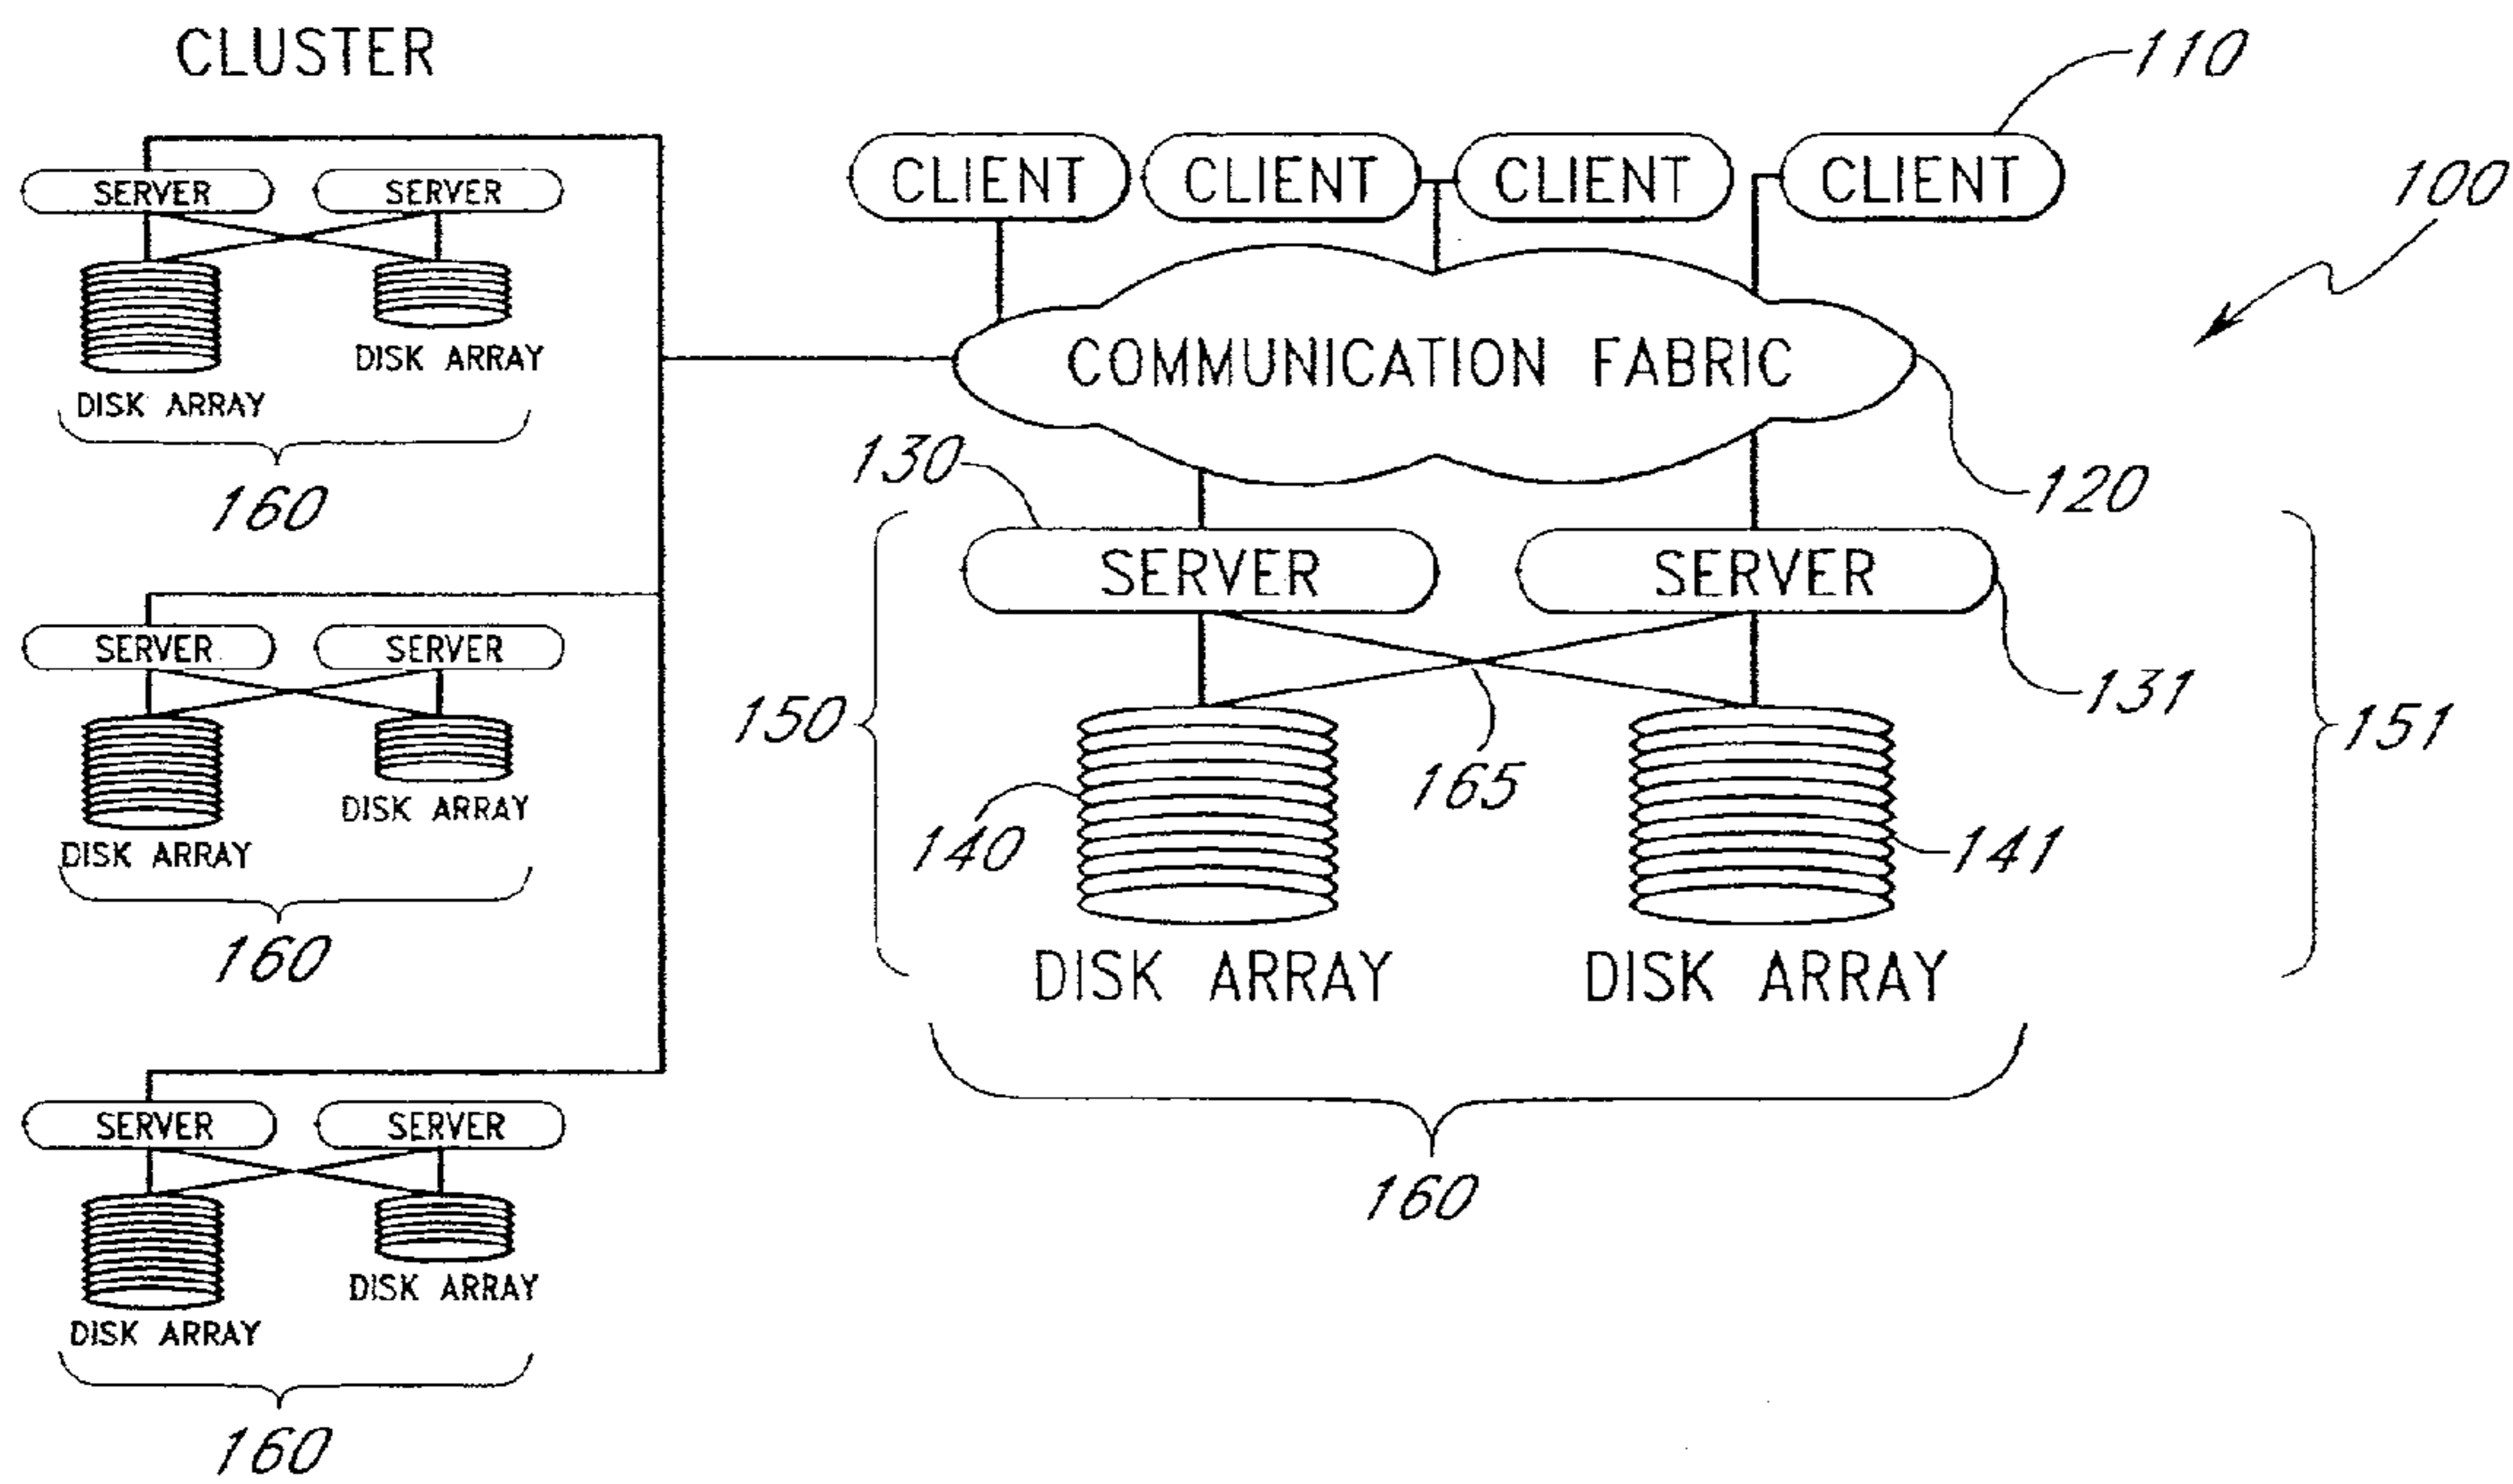 CLUSTER
110
CLIENT CLIENT CLIENT CLIENT
100
SERVER SERVER
DISK ARRAY
DISK ARRAY
160
COMMUNICATION FABRIC
120
130
SERVER SERVER
131
150
151
165
140
141
DISK ARRAY DISK ARRAY
160
SERVER SERVER
DISK ARRAY
DISK ARRAY
160
SERVER SERVER
DISK ARRAY
DISK ARRAY
160